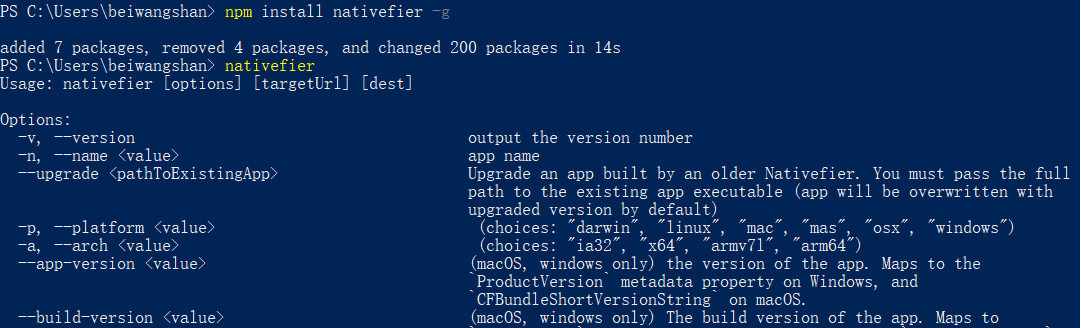 PS C:\Users\beiwangshan> npm install nativefier -g
added 7 packages, removed 4 packages, and changed 200 packages in 14s
PS C:\Users\beiwangshan> nativefier
Usage: nativefier [options] [targetUrl] [dest]
Options:
-v, --version output the version number
-n, --name <value> app name
--upgrade <pathToExistingApp> Upgrade an app built by an older Nativefier. You must pass the full
path to the existing app executable (app will be overwritten with
upgraded version by default)
-p, --platform <value> (choices: "darwin", "linux", "mac", "mas", "osx", "windows")
-a, --arch <value> (choices: "ia32", "x64", "armv7l", "arm64")
--app-version <value> (macOS, windows only) the version of the app. Maps to the
`ProductVersion` metadata property on Windows, and
`CFBundleShortVersionString` on macOS.
--build-version <value> (macOS, windows only) The build version of the app. Maps to